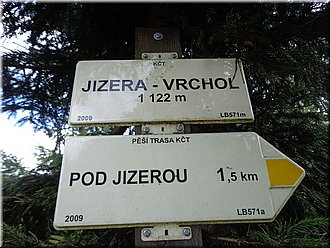 KČT
JIZERA - VRCHOL
1 122 m
2009 LB571m
PĚŠÍ TRASA KČT
POD JIZEROU 1,5 km
2009 LB571a